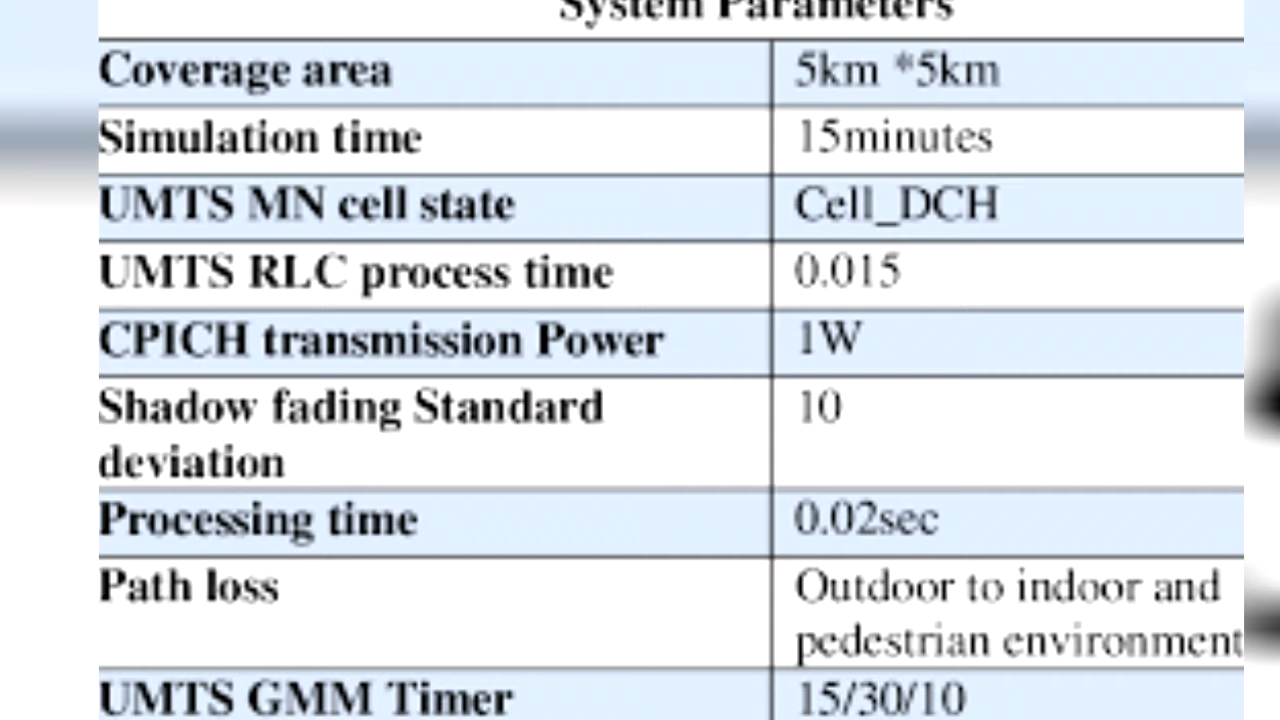 System Parameters
Coverage area 5km *5km
Simulation time 15minutes
UMTS MN cell state Cell_DCH
UMTS RLC process time 0.015
CPICH transmission Power 1W
Shadow fading Standard 10
deviation
Processing time 0.02sec
Path loss Outdoor to indoor and
pedestrian environment
UMTS GMM Timer 15/30/10